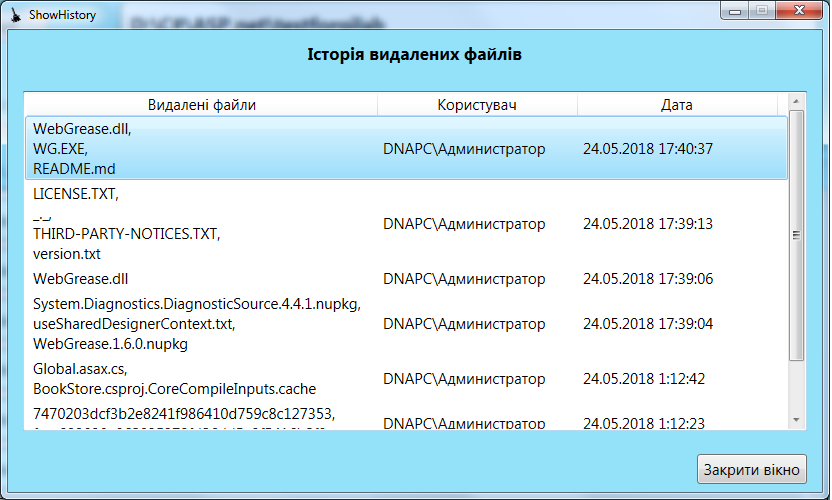 ShowHistory
Історія видалених файлів
Видалені файли Користувач Дата
WebGrease.dll,
WG.EXE, DNAPC\Администратор 24.05.2018 17:40:37
README.md
LICENSE.TXT,
_._,
DNAPC\Администратор 24.05.2018 17:39:13
THIRD-PARTY-NOTICES.TXT,
version.txt
WebGrease.dll DNAPC\Администратор 24.05.2018 17:39:06
System.Diagnostics.DiagnosticSource.4.4.1.nupkg,
useSharedDesignerContext.txt, DNAPC\Администратор 24.05.2018 17:39:04
WebGrease.1.6.0.nupkg
Global.asax.cs,
DNAPC\Администратор 24.05.2018 1:12:42
BookStore.csproj.CoreCompileInputs.cache
7470203dcf3b2e8241f986410d759c8c127353,
DNAPC\Администратор 24.05.2018 1:12:23
Закрити вікно